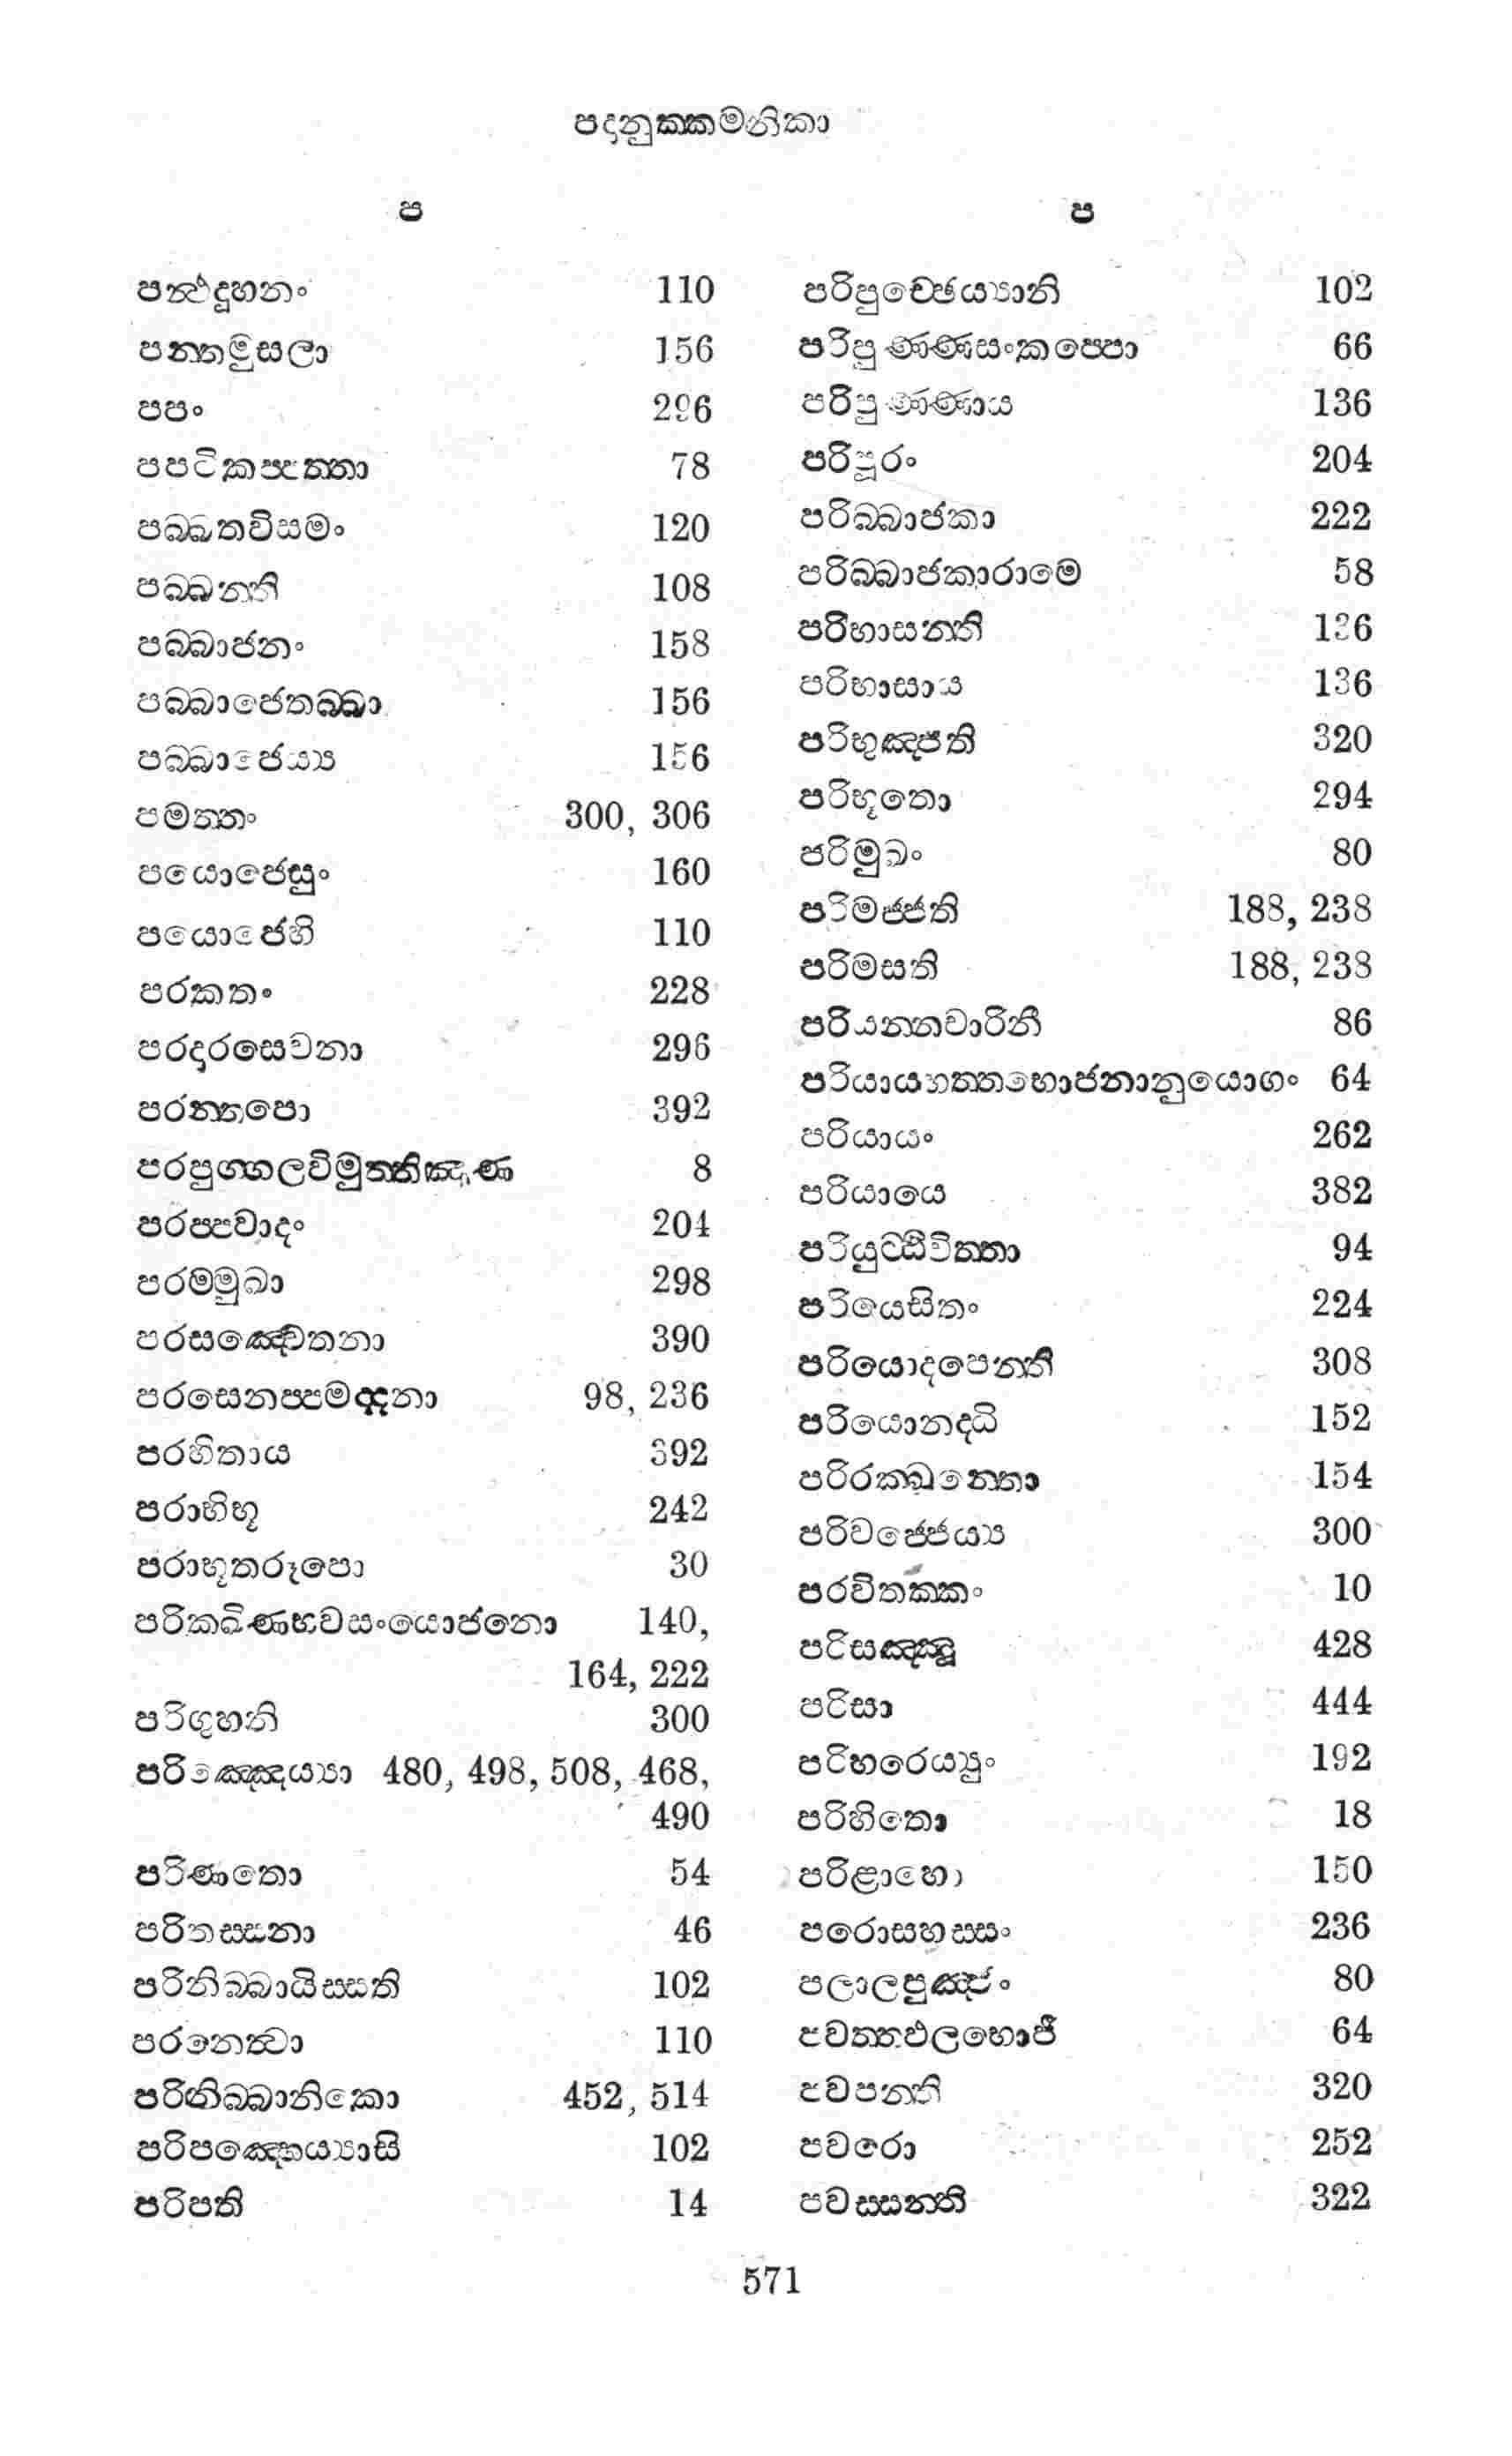 පදානුක්කමනිකා
ප
පන්ථදූහනං 110
පන්තමුසලා 156
පපං 296
පපටිකප්පත්තා 78
පබ්බතවිසමං 120
පබ්බන්ති 108
පබ්බාජනං 158
පබ්බාජෙතබ්බා 156
පබ්බාජෙය්‍ය 156
පමත්තං 300, 306
පයොජෙසුං 160
පයොජෙහි 110
පරකතං 228
පරදාරසෙවනා 296
පරන්තපො 392
පරපුග්ගලවිමුත්තිඤාණ 8
පරප්පවාදං 204
පරම්මුඛා 298
පරසඤ්චෙතනා 390
පරසෙනප්පමද්දනා 98, 236
පරහිතාය 392
පරාභිභූ 242
පරාභූතරූපො 30
පරිකඛිණභවසංයොජනො 140,
164, 222
පරිගුහති 300
පරිඤ්ඤෙය්‍යා 480, 498, 508, 468,
490
පරිණතො 54
පරිතස්සනා 46
පරිනිබ්බායිස්සති 102
පරනෙත්‍වා 110
පරිනිබ්බානිකො 452, 514
පරිපඤ්හෙය්‍යාසි 102
පරිපති 14
ප
පරිපුච්ඡෙය්‍යානි 102
පරිපුණ්ණසංකප්පො 66
පරිපුණ්ණාය 136
පරිපූරං 204
පරිබ්බාජකා 222
පරිබ්බාජකාරාමෙ 58
පරිභාසන්ති 136
පරිභාසාය 136
පරිභුඤ්ජති 320
පරිභූතො 294
පරිමුඛං 80
පරිමජ්ජති 188, 238
පරිමසති 188, 238
පරියන්තචාරිනී 86
පරියායභත්තභොජනානුයොගං 64
පරියායං 262
පරියායෙ 382
පරියුට්ඨිචිත්තා 94
පරියෙසිතං 224
පරියොදපෙන්ති 308
පරියොනද්ධි 152
පරිරක්ඛන්තො 154
පරිවජ්ජෙය්‍ය 300
පරවිතක්කං 10
පරිසඤ්ඤූ 428
පරිසා 444
පරිහරෙය්‍යුං 192
පරිහිතො 18
පරිළාහො 150
පරොසහස්සං 236
පලාලපුඤ්ජං 80
පවත්තඵලභොජී 64
පවපන්ති 320
පවරො 252
පවස්සන්ති 322
571